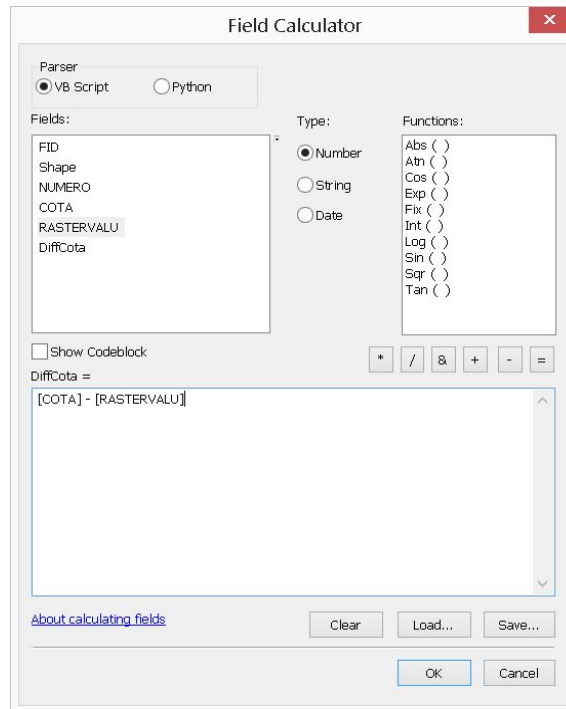 Field Calculator
Parser
VB Script Python
Fields:
FID
Shape
NUMERO
COTA
RASTERVALU
DiffCota
Type:
Number
String
Date
Functions:
Abs ( )
Atn ( )
Cos ( )
Exp ( )
Fix ( )
Int ( )
Log ( )
Sin ( )
Sqr ( )
Tan ( )
Show Codeblock
* / & + - =
DiffCota =
[COTA] - [RASTERVALU]
About calculating fields
Clear Load... Save...
OK Cancel